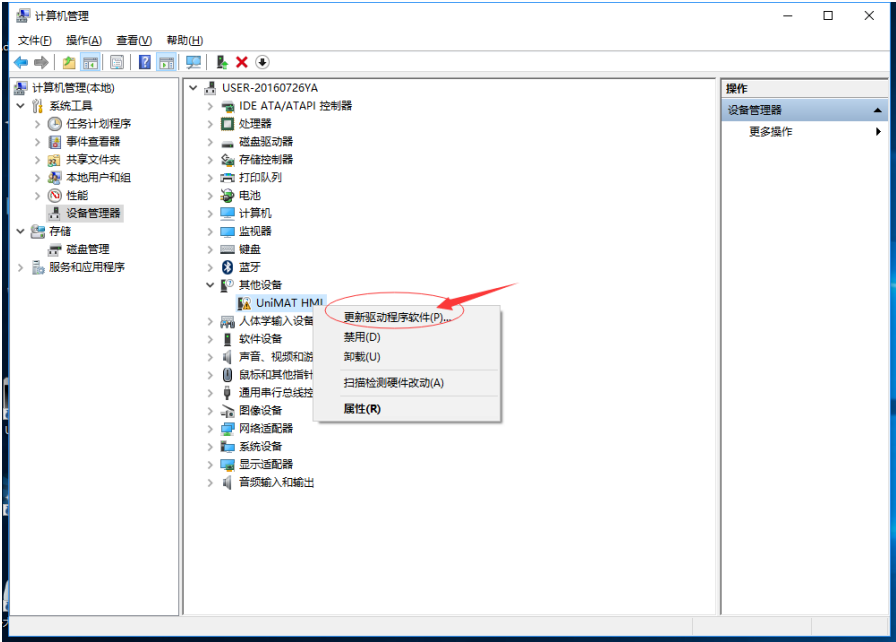 计算机管理
文件(F) 操作(A) 查看(V) 帮助(H)
计算机管理(本地)
系统工具
任务计划程序
事件查看器
共享文件夹
本地用户和组
性能
设备管理器
存储
磁盘管理
服务和应用程序
USER-20160726YA
IDE ATA/ATAPI 控制器
处理器
磁盘驱动器
存储控制器
打印队列
电池
计算机
监视器
键盘
蓝牙
其他设备
UniMAT HMI
人体学输入设备
软件设备
声音、视频和游
鼠标和其他指针
通用串行总线控
图像设备
网络适配器
系统设备
显示适配器
音频输入和输出
更新驱动程序软件(P)...
禁用(D)
卸载(U)
扫描检测硬件改动(A)
属性(R)
操作
设备管理器
更多操作